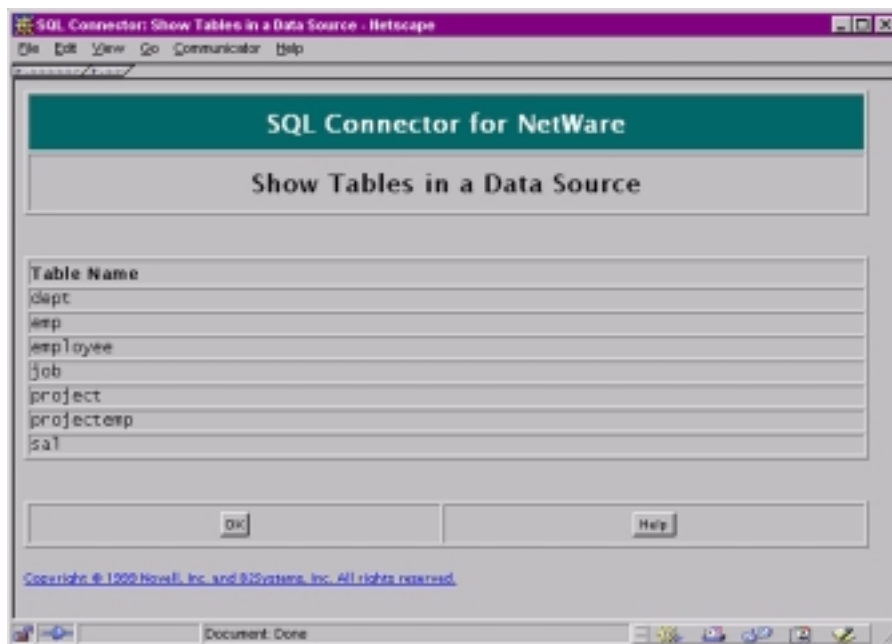 SQL Connector: Show Tables in a Data Source - Netscape
File Edit View Go Communicator Help
SQL Connector for NetWare
Show Tables in a Data Source
Table Name
dept
emp
employee
job
project
projectemp
sal
OK Help
Copyright © 1999 Novell, Inc. and B2Systems, Inc. All rights reserved.
Document: Done